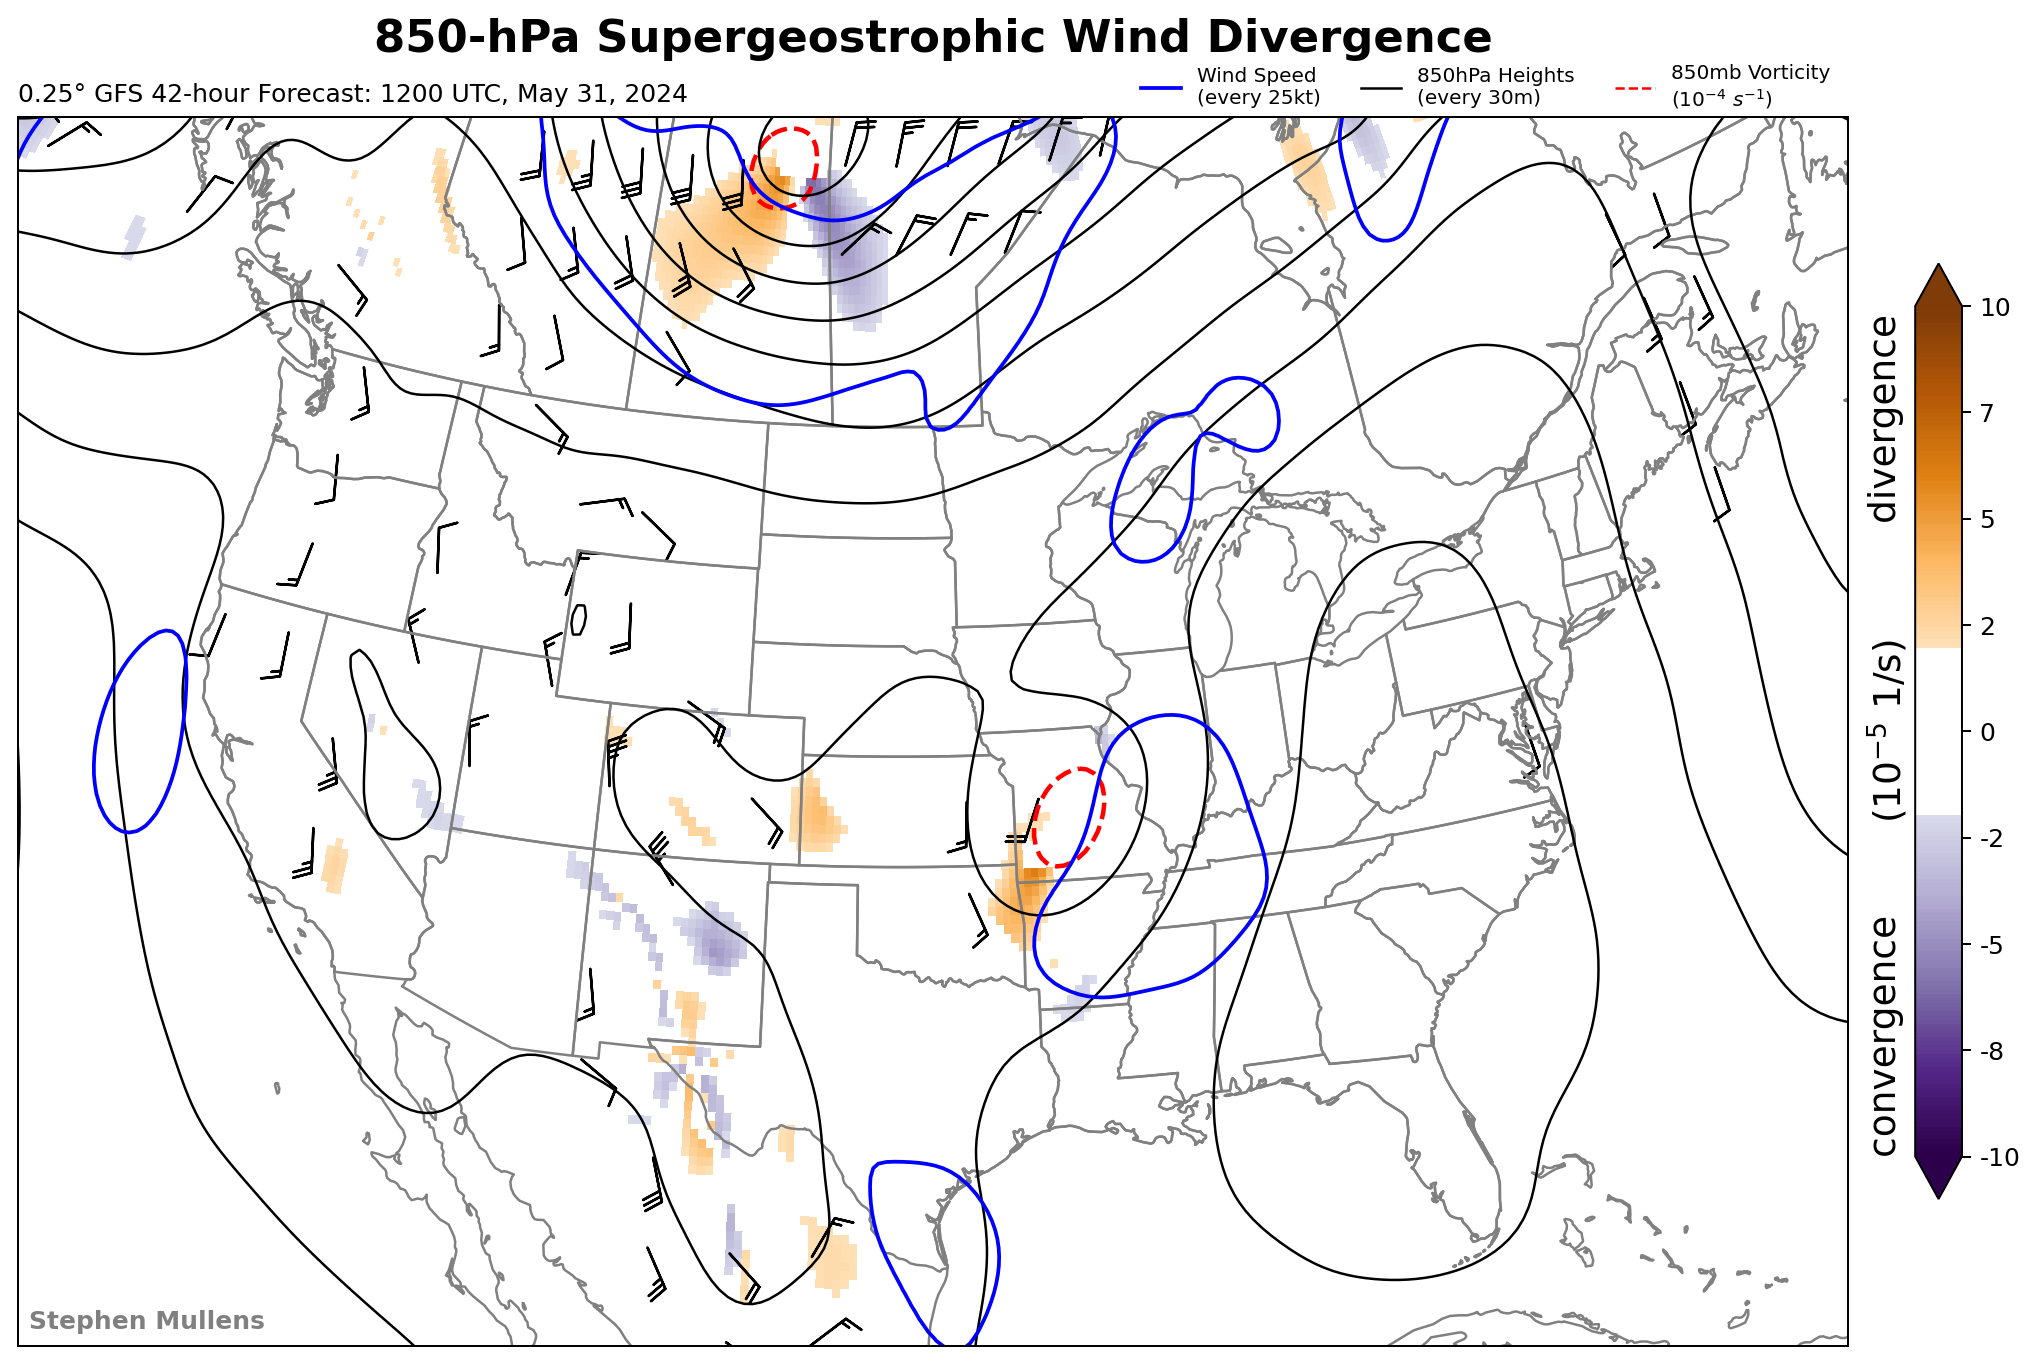 850-hPa Supergeostrophic Wind Divergence
0.25° GFS 42-hour Forecast: 1200 UTC, May 31, 2024
Wind Speed
(every 25kt)
850hPa Heights
(every 30m)
850mb Vorticity
(10⁻⁴ s⁻¹)
10
7
5
2
0
-2
-5
-8
-10
convergence (10⁻⁵ 1/s) divergence
Stephen Mullens